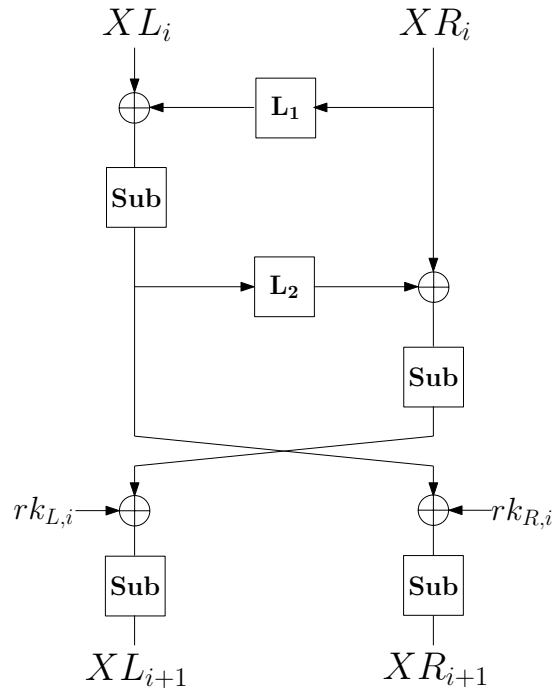 XL_i XR_i
L_1
Sub
L_2
Sub
rk_{L,i} rk_{R,i}
Sub Sub
XL_{i+1} XR_{i+1}